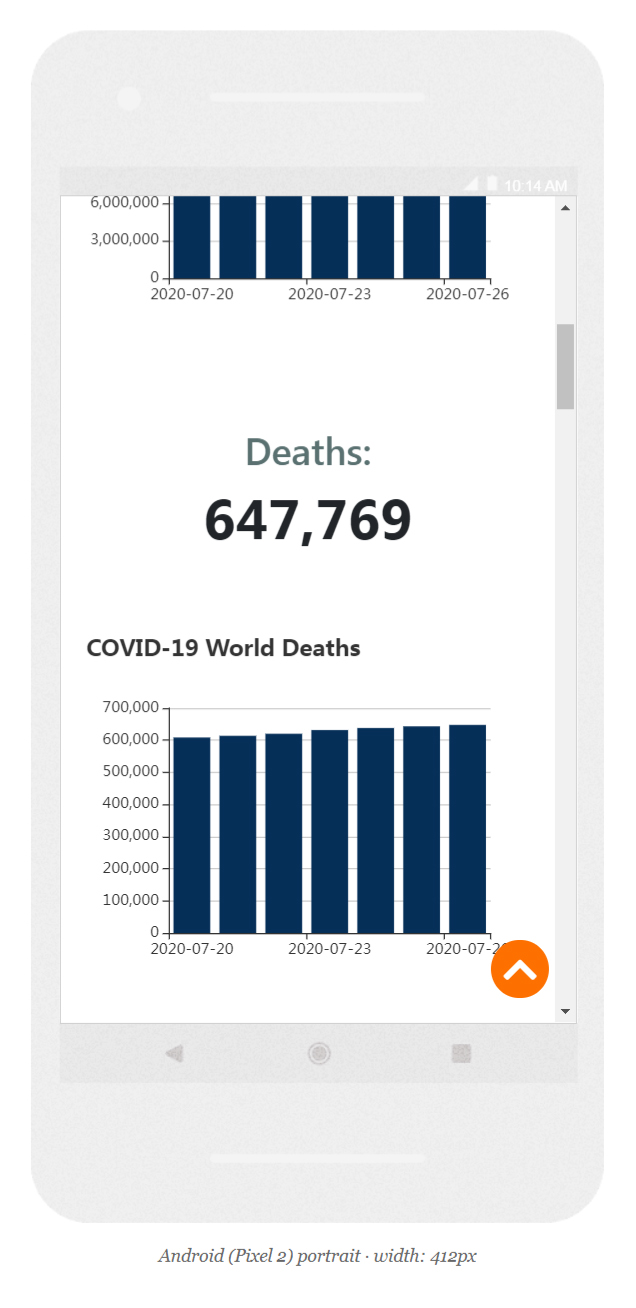 10:14 AM
6,000,000
3,000,000
0
2020-07-20 2020-07-23 2020-07-26
Deaths:
647,769
COVID-19 World Deaths
700,000
600,000
500,000
400,000
300,000
200,000
100,000
0
2020-07-20 2020-07-23
Android (Pixel 2) portrait · width: 412px